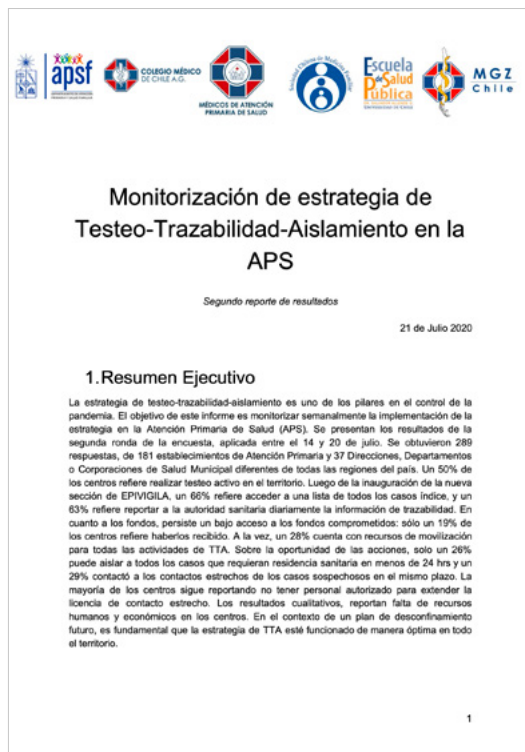 apsf
COLEGIO MÉDICO
DE CHILE A.G.
MÉDICOS DE ATENCIÓN
PRIMARIA DE SALUD
Sociedad Chilena de Medicina Familiar
Escuela
de Salud
Pública
MGZ
Chile
Monitorización de estrategia de
Testeo-Trazabilidad-Aislamiento en la
APS
Segundo reporte de resultados
21 de Julio 2020
1.Resumen Ejecutivo
La estrategia de testeo-trazabilidad-aislamiento es uno de los pilares en el control de la
pandemia. El objetivo de este informe es monitorizar semanalmente la implementación de la
estrategia en la Atención Primaria de Salud (APS). Se presentan los resultados de la
segunda ronda de la encuesta, aplicada entre el 14 y 20 de julio. Se obtuvieron 289
respuestas, de 181 establecimientos de Atención Primaria y 37 Direcciones, Departamentos
o Corporaciones de Salud Municipal diferentes de todas las regiones del país. Un 50% de
los centros refiere realizar testeo activo en el territorio. Luego de la inauguración de la nueva
sección de EPIVIGILA, un 66% refiere acceder a una lista de todos los casos índice, y un
63% refiere reportar a la autoridad sanitaria diariamente la información de trazabilidad. En
cuanto a los fondos, persiste un bajo acceso a los fondos comprometidos: sólo un 19% de
los centros refiere haberlos recibido. A la vez, un 28% cuenta con recursos de movilización
para todas las actividades de TTA. Sobre la oportunidad de las acciones, solo un 26%
puede aislar a todos los casos que requieran residencia sanitaria en menos de 24 hrs y un
29% contactó a los contactos estrechos de los casos sospechosos en el mismo plazo. La
mayoría de los centros sigue reportando no tener personal autorizado para extender la
licencia de contacto estrecho. Los resultados cualitativos, reportan falta de recursos
humanos y económicos en los centros. En el contexto de un plan de desconfinamiento
futuro, es fundamental que la estrategia de TTA esté funcionado de manera óptima en todo
el territorio.
1